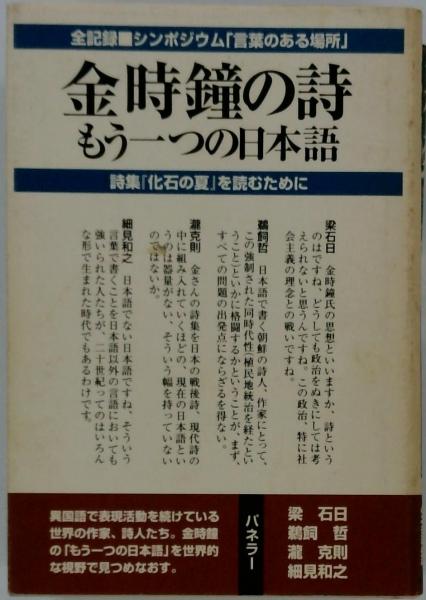 全記録■シンポジウム「言葉のある場所」
金時鐘の詩
もう一つの日本語
詩集『化石の夏』を読むために
梁石日　金時鐘氏の思想といいますか、詩という
のはですね、どうしても政治をぬきにしては考
えられないと思うんですね。この政治、特に社
会主義の理念との戦いですね。
鵜飼哲　日本語で書く朝鮮の詩人、作家にとって、
この強制された同時代性（植民地統治を経たとい
うこと）といかに格闘するかということが、まず、
すべての問題の出発点にならざるを得ない。
瀧克則　金さんの詩集を日本の戦後詩、現代詩の
中に組み入れていくほどの、現在の日本語とい
うのは器量がない、そういう幅を持っていない
のではないか。
細見和之　日本語でない日本語ですね、そういう
言葉で書くことを日本語以外の言語においても
強いられた人たちが、二十世紀ってのはいろん
な形で生まれた時代でもあるわけです。
異国語で表現活動を続けている
世界の作家、詩人たち。金時鐘
の「もう一つの日本語」を世界的
な視野で見つめなおす。
パネラー
梁　石日
鵜飼　哲
瀧　克則
細見和之